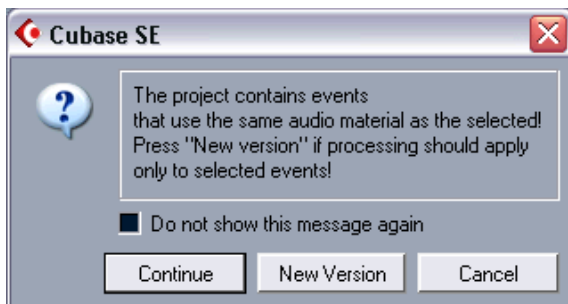 Cubase SE
The project contains events
that use the same audio material as the selected!
Press "New version" if processing should apply
only to selected events!
Do not show this message again
Continue New Version Cancel